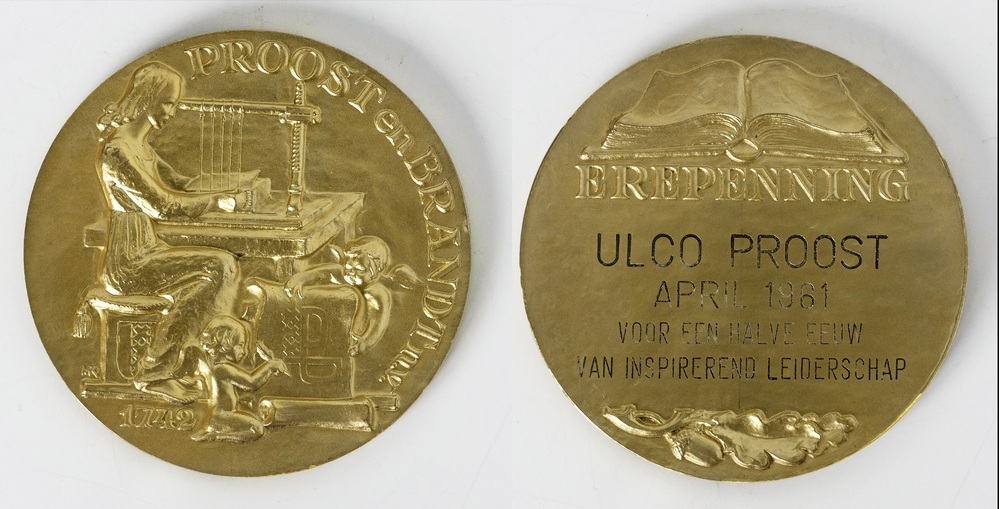 PROOST en BRANDT n.v.
1742
EREPENNING
ULCO PROOST
APRIL 1961
VOOR EEN HALVE EEUW
VAN INSPIREREND LEIDERSCHAP